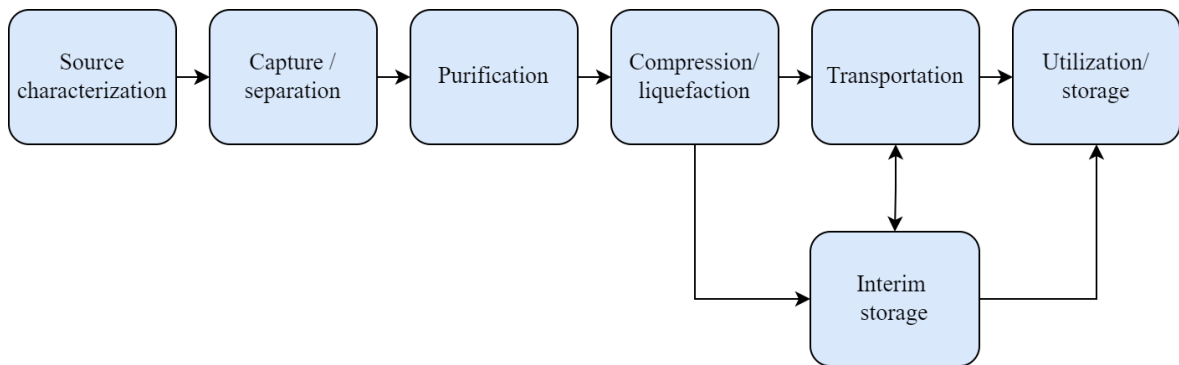 Source
characterization
Capture /
separation
Purification
Compression/
liquefaction
Transportation
Utilization/
storage
Interim
storage